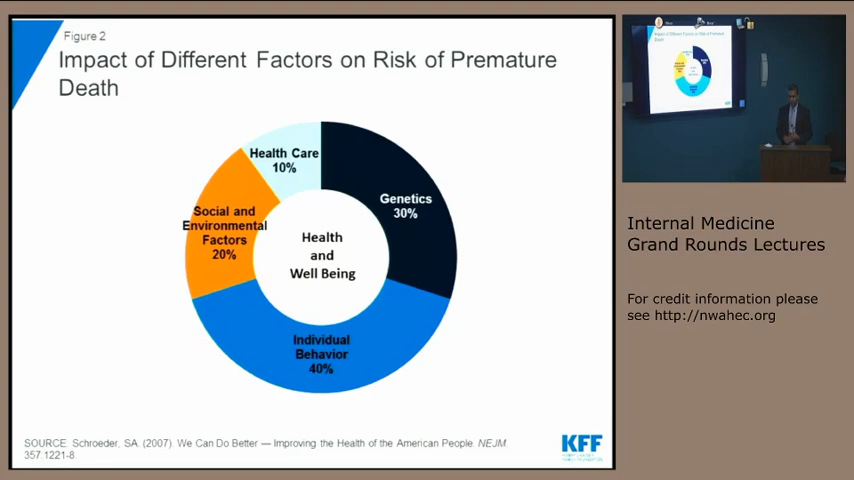 Figure 2
Impact of Different Factors on Risk of Premature
Death
Health Care
10%
Genetics
30%
Social and
Environmental
Factors
20%
Health
and
Well Being
Individual
Behavior
40%
SOURCE: Schroeder, SA. (2007). We Can Do Better — Improving the Health of the American People. NEJM.
357:1221-8.
KFF
Internal Medicine
Grand Rounds Lectures
For credit information please
see http://nwahec.org